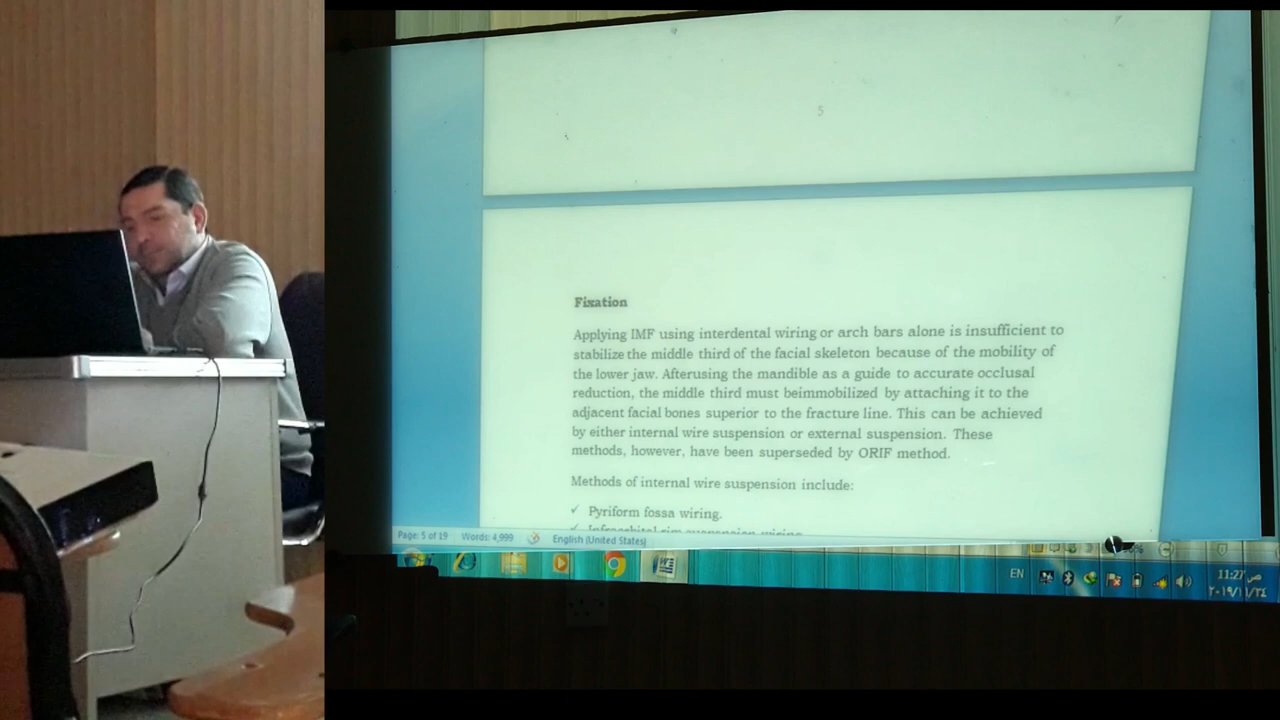 5
Fixation
Applying IMF using interdental wiring or arch bars alone is insufficient to
stabilize the middle third of the facial skeleton because of the mobility of
the lower jaw. Afterusing the mandible as a guide to accurate occlusal
reduction, the middle third must beimmobilized by attaching it to the
adjacent facial bones superior to the fracture line. This can be achieved
by either internal wire suspension or external suspension. These
methods, however, have been superseded by ORIF method.
Methods of internal wire suspension include:
✓ Pyriform fossa wiring.
✓ Infraorbital rim suspension wiring
Page: 5 of 19 Words: 4,999 English (United States)
EN 11:27 ص